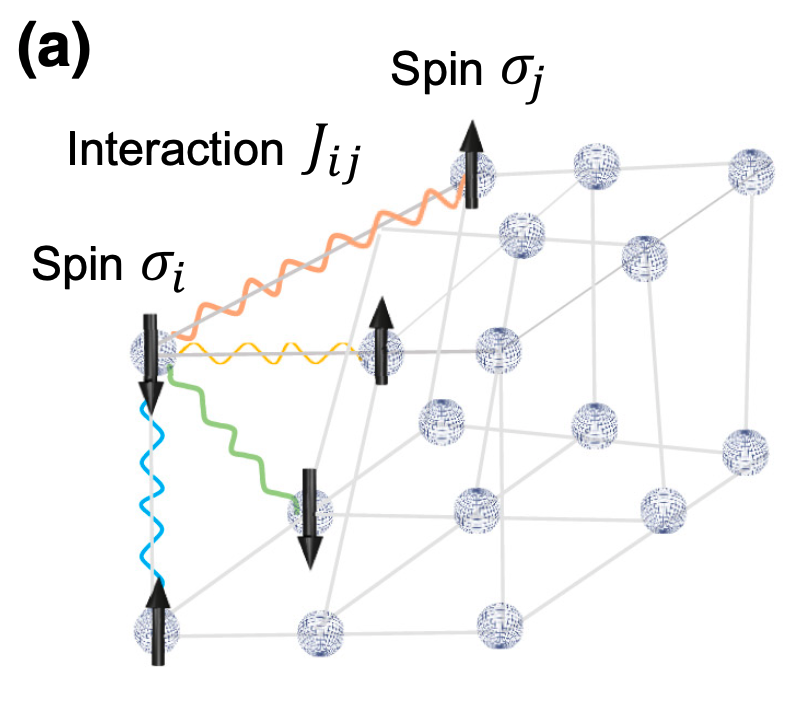 (a)
Spin σⱼ
Interaction Jᵢⱼ
Spin σᵢ